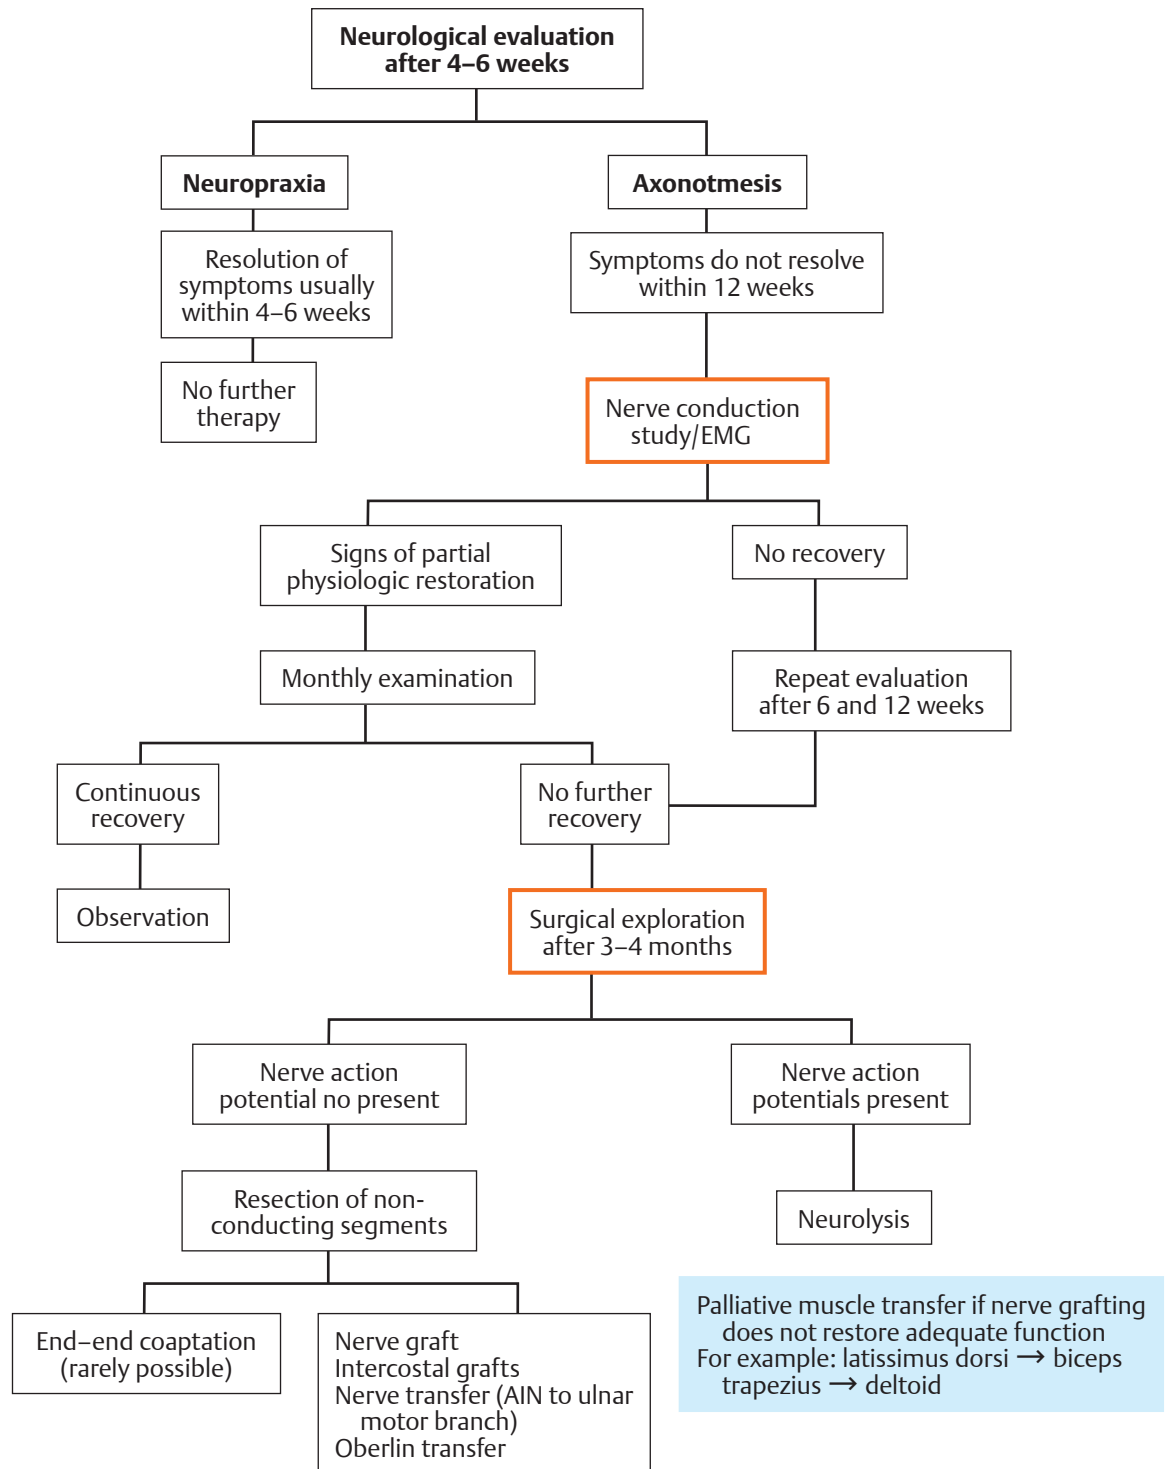 Neurological evaluation
after 4–6 weeks
Neuropraxia
Axonotmesis
Resolution of
symptoms usually
within 4–6 weeks
Symptoms do not resolve
within 12 weeks
No further
therapy
Nerve conduction
study/EMG
Signs of partial
physiologic restoration
No recovery
Monthly examination
Repeat evaluation
after 6 and 12 weeks
Continuous
recovery
No further
recovery
Observation
Surgical exploration
after 3–4 months
Nerve action
potential no present
Nerve action
potentials present
Resection of non-
conducting segments
Neurolysis
End–end coaptation
(rarely possible)
Nerve graft
Intercostal grafts
Nerve transfer (AIN to ulnar
motor branch)
Oberlin transfer
Palliative muscle transfer if nerve grafting
does not restore adequate function
For example: latissimus dorsi → biceps
trapezius → deltoid